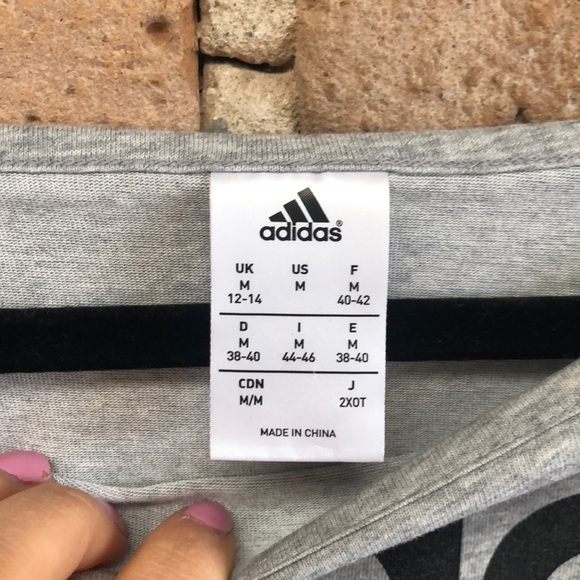 adidas®
UK US F
M M M
12-14 40-42
D I E
M M M
38-40 44-46 38-40
CDN J
M/M 2XOT
MADE IN CHINA